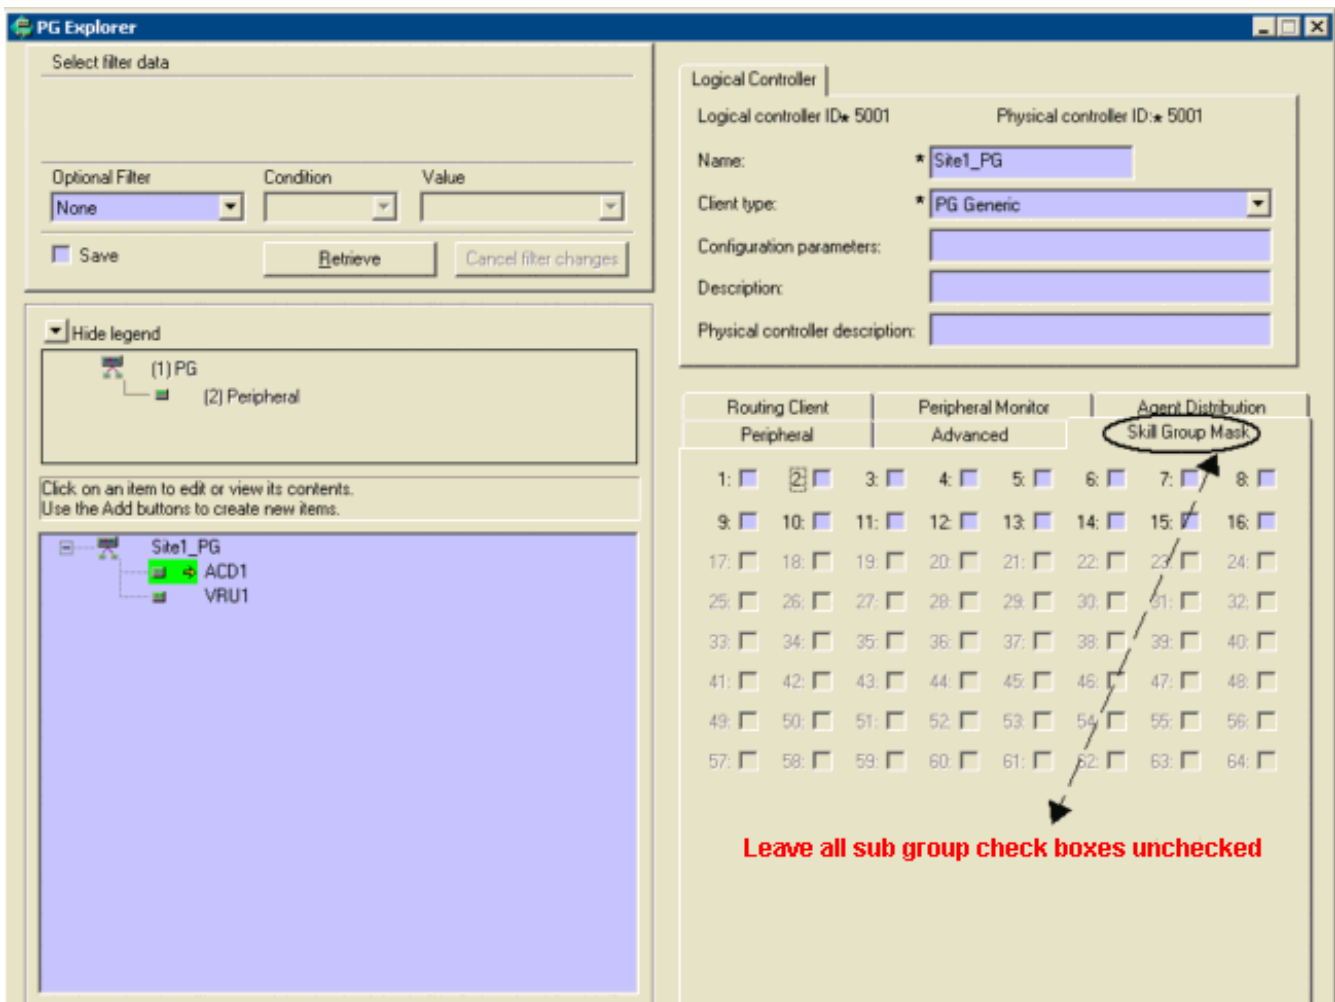 PG Explorer
Select filter data
Optional Filter Condition Value
None
Save Retrieve Cancel filter changes
Hide legend
(1) PG
(2) Peripheral
Click on an item to edit or view its contents.
Use the Add buttons to create new items.
Site1_PG
ACD1
VRU1
Logical Controller
Logical controller ID* 5001 Physical controller ID:* 5001
Name: * Site1_PG
Client type: * PG Generic
Configuration parameters:
Description:
Physical controller description:
Routing Client Peripheral Monitor Agent Distribution
Peripheral Advanced Skill Group Mask
1: 2: 3: 4: 5: 6: 7: 8:
9: 10: 11: 12: 13: 14: 15: 16:
17: 18: 19: 20: 21: 22: 23: 24:
25: 26: 27: 28: 29: 30: 31: 32:
33: 34: 35: 36: 37: 38: 39: 40:
41: 42: 43: 44: 45: 46: 47: 48:
49: 50: 51: 52: 53: 54: 55: 56:
57: 58: 59: 60: 61: 62: 63: 64:
Leave all sub group check boxes unchecked